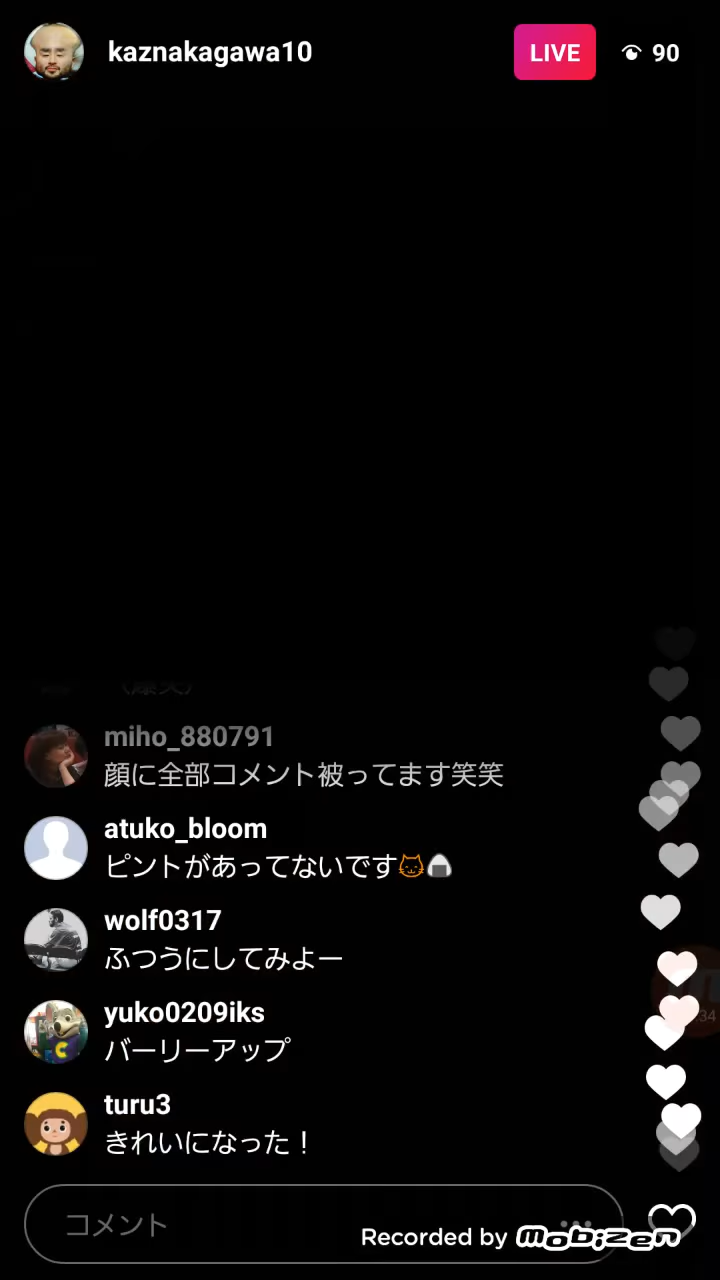 kaznakagawa10
LIVE
90
(爆笑)
miho_880791
顔に全部コメント被ってます笑笑
atuko_bloom
ピントがあってないです🐱🍙
wolf0317
ふつうにしてみよー
yuko0209iks
バーリーアップ
turu3
きれいになった！
コメント
Recorded by mobizen